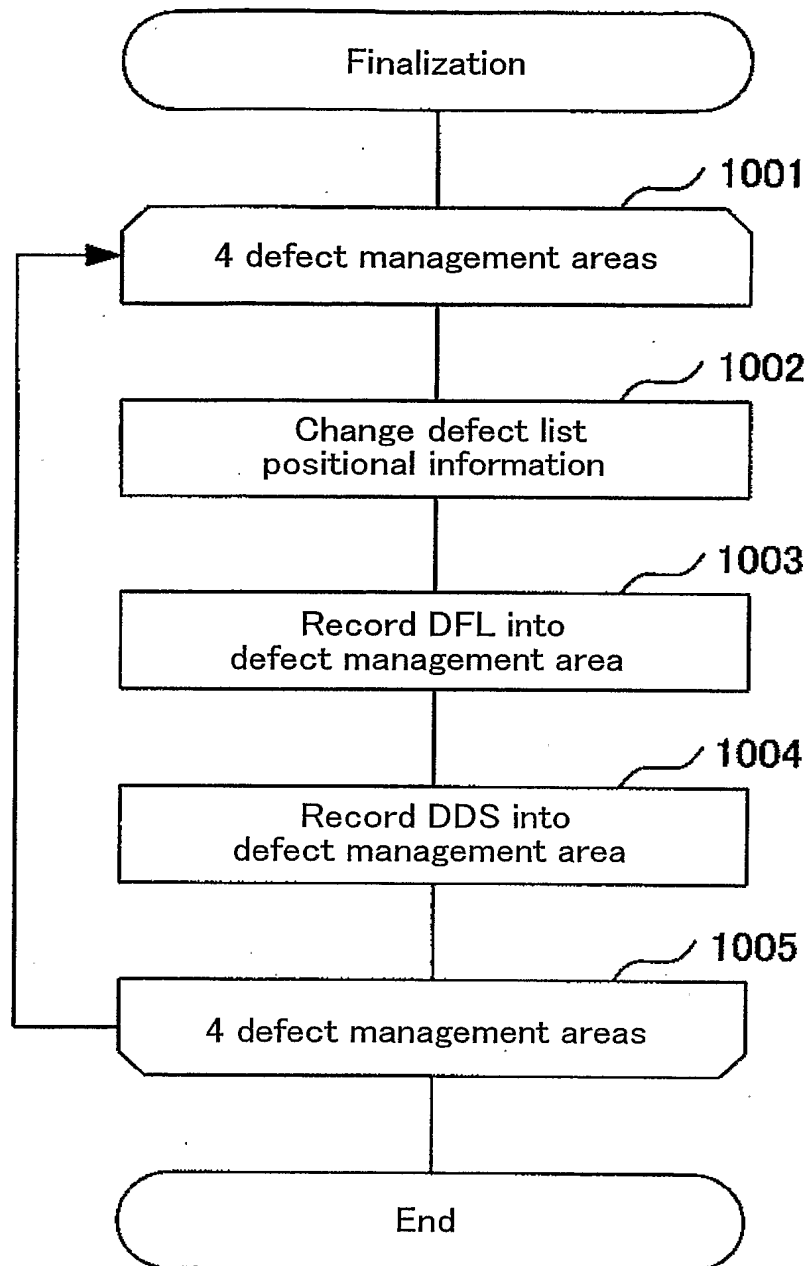 Finalization
1001
4 defect management areas
1002
Change defect list
positional information
1003
Record DFL into
defect management area
1004
Record DDS into
defect management area
1005
4 defect management areas
End